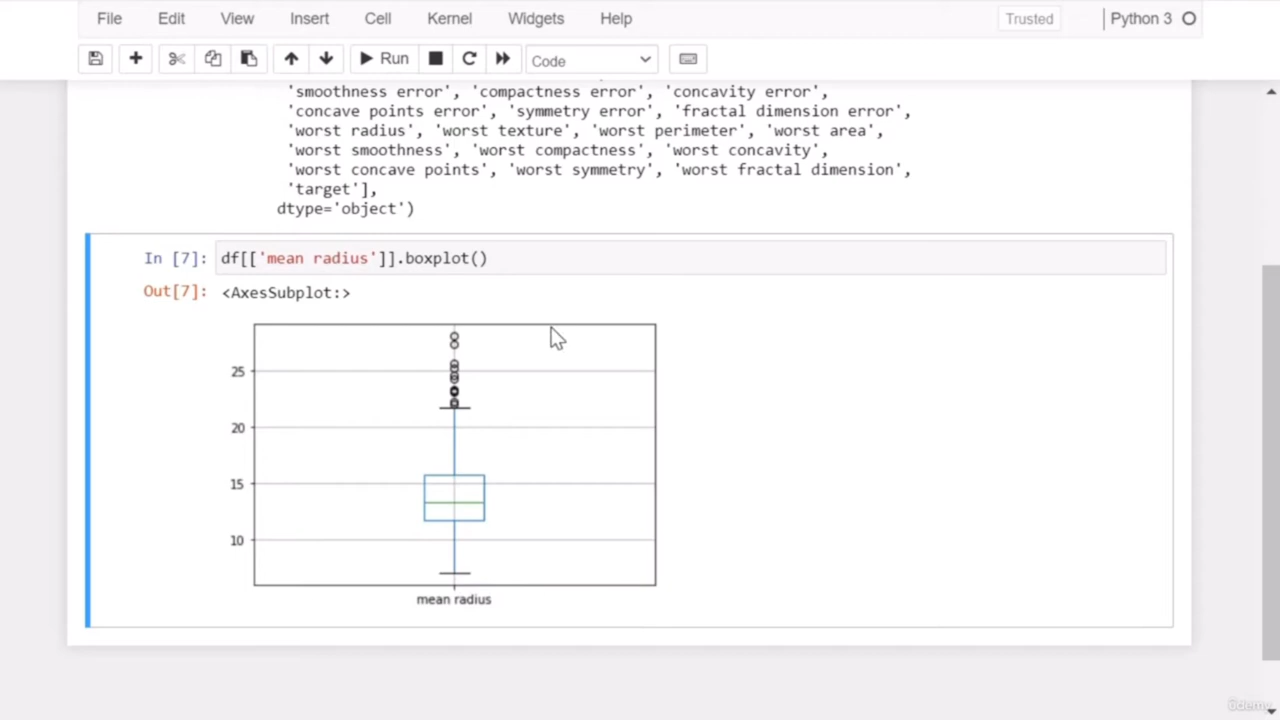 File Edit View Insert Cell Kernel Widgets Help Trusted Python 3
Run Code
'smoothness error', 'compactness error', 'concavity error',
'concave points error', 'symmetry error', 'fractal dimension error',
'worst radius', 'worst texture', 'worst perimeter', 'worst area',
'worst smoothness', 'worst compactness', 'worst concavity',
'worst concave points', 'worst symmetry', 'worst fractal dimension',
'target'],
dtype='object')
In [7]: df[['mean radius']].boxplot()
Out[7]: <AxesSubplot:>
25
20
15
10
mean radius
ûdemy